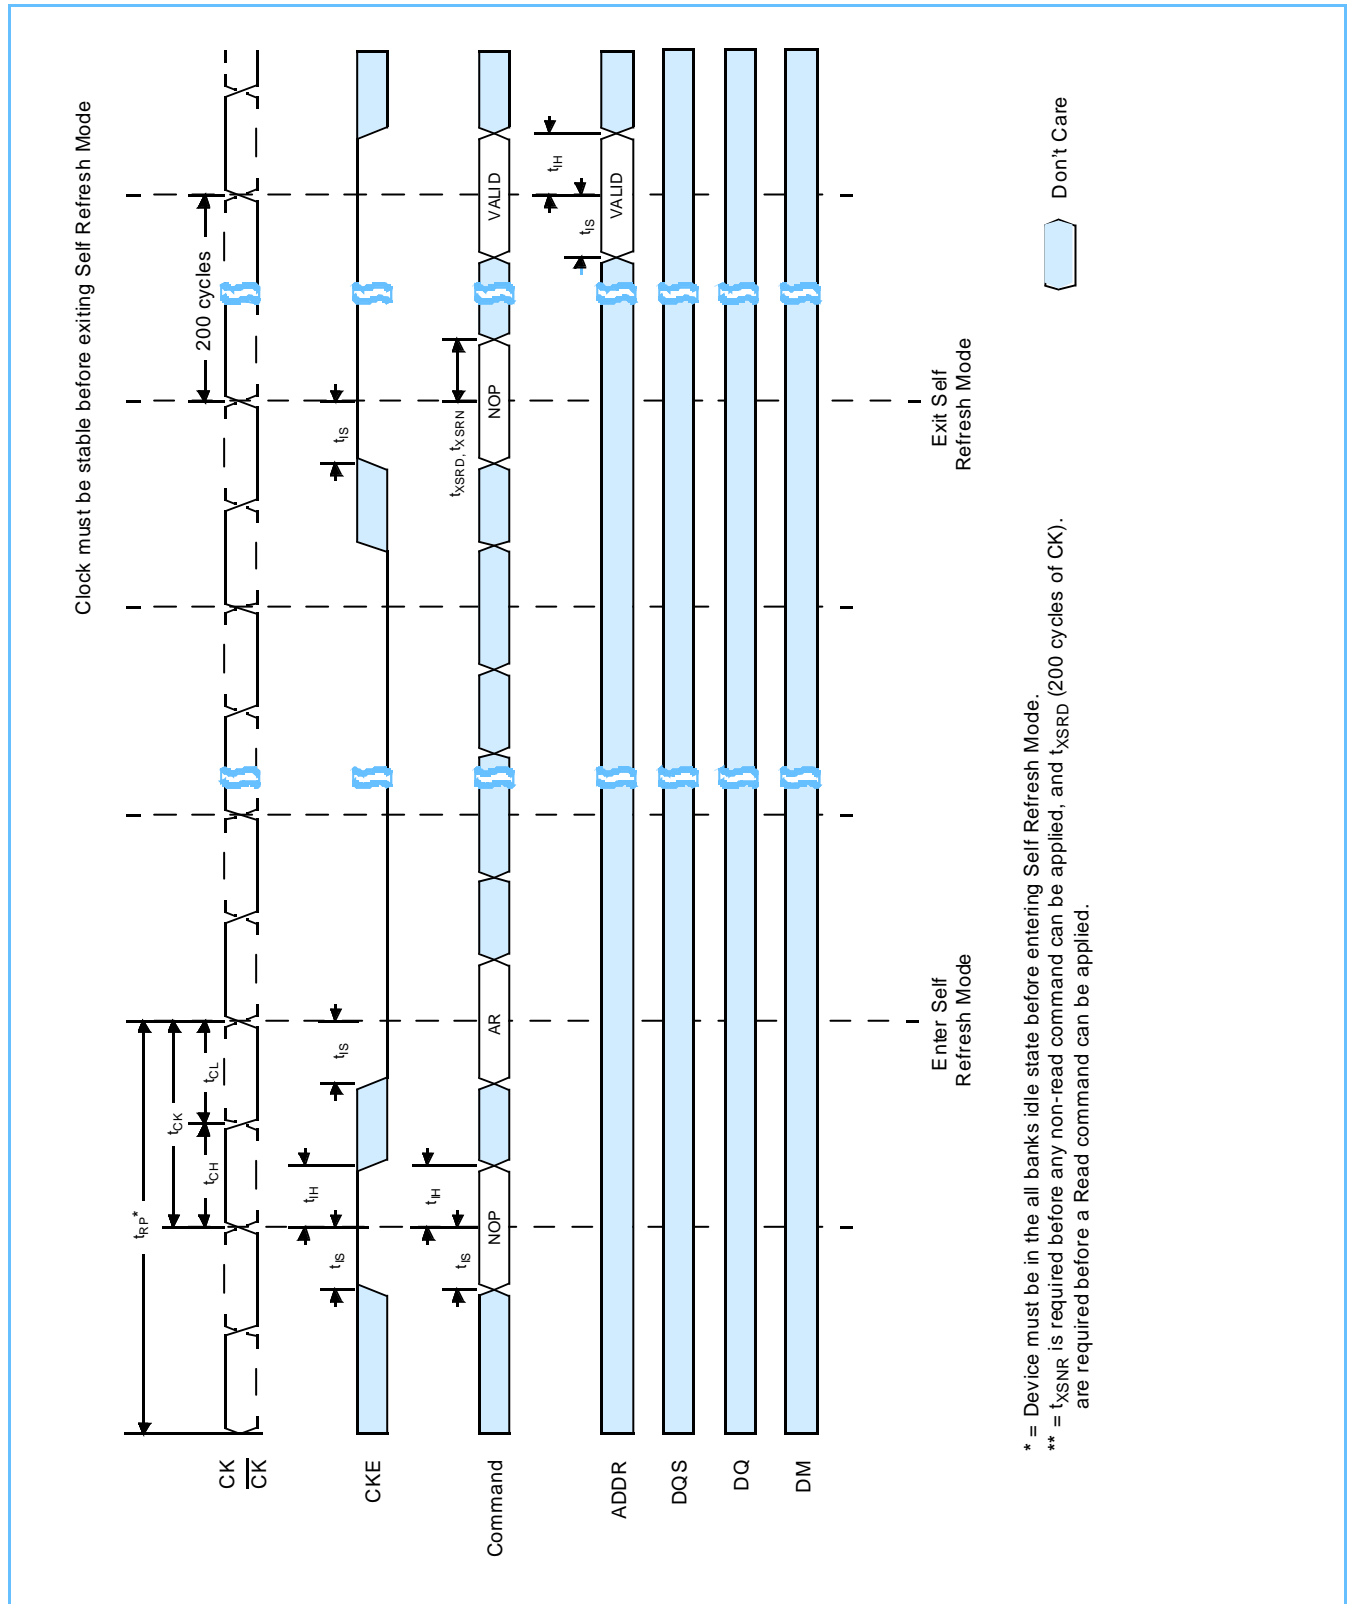 Clock must be stable before exiting Self Refresh Mode
tRP*
tCK
tCH
tCL
200 cycles
CK
CK
tIS
tIH
tIS
tIS
CKE
tIS
tIH
tXSRD, tXSRN
Command
NOP
AR
NOP
VALID
tIS
tIH
ADDR
VALID
DQS
DQ
DM
Enter Self
Refresh Mode
Exit Self
Refresh Mode
* = Device must be in the all banks idle state before entering Self Refresh Mode.
** = tXSNR is required before any non-read command can be applied, and tXSRD (200 cycles of CK).
are required before a Read command can be applied.
Don't Care